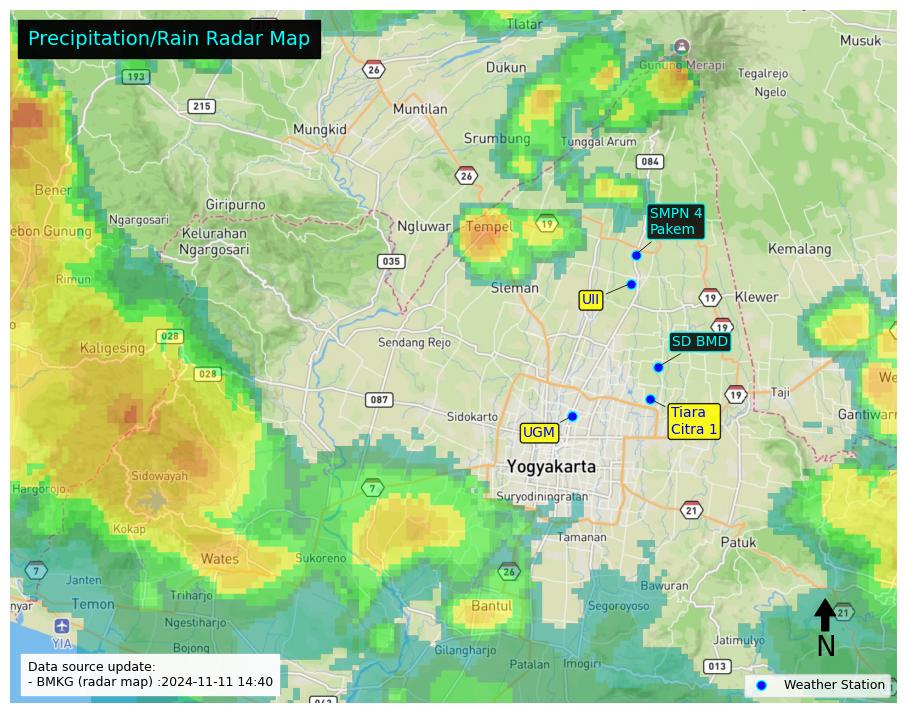 Precipitation/Rain Radar Map
Tlatar
Musuk
26
Dukun
Gunung Merapi
Tegalrejo
193
Ngelo
215
Muntilan
Mungkid
Srumbung
Tunggal Arum
084
26
Bener
Giripurno
Ngargosari
SMPN 4
Pakem
Ngluwar
Tempel
19
ebon Gunung
Kelurahan
Ngargosari
Kemalang
035
Rimun
Sleman
UII
19
Klewer
19
028
Sendang Rejo
SD BMD
Kaligesing
028
We
087
19
Taji
Sidokarto
Tiara
Citra 1
Gantiwarn
UGM
Yogyakarta
Sidowayah
7
Hargorojo
Suryodiningratan
21
Kokap
Tamanan
Patuk
Wates
Sukoreno
7
26
Janten
Bawuran
Triharjo
nyar
Temon
Bantul
Segoroyoso
21
Ngestiharjo
YIA
N
Bojong
Gilangharjo
Jatimulyo
Patalan
Imogiri
013
Data source update:
- BMKG (radar map) :2024-11-11 14:40
Weather Station